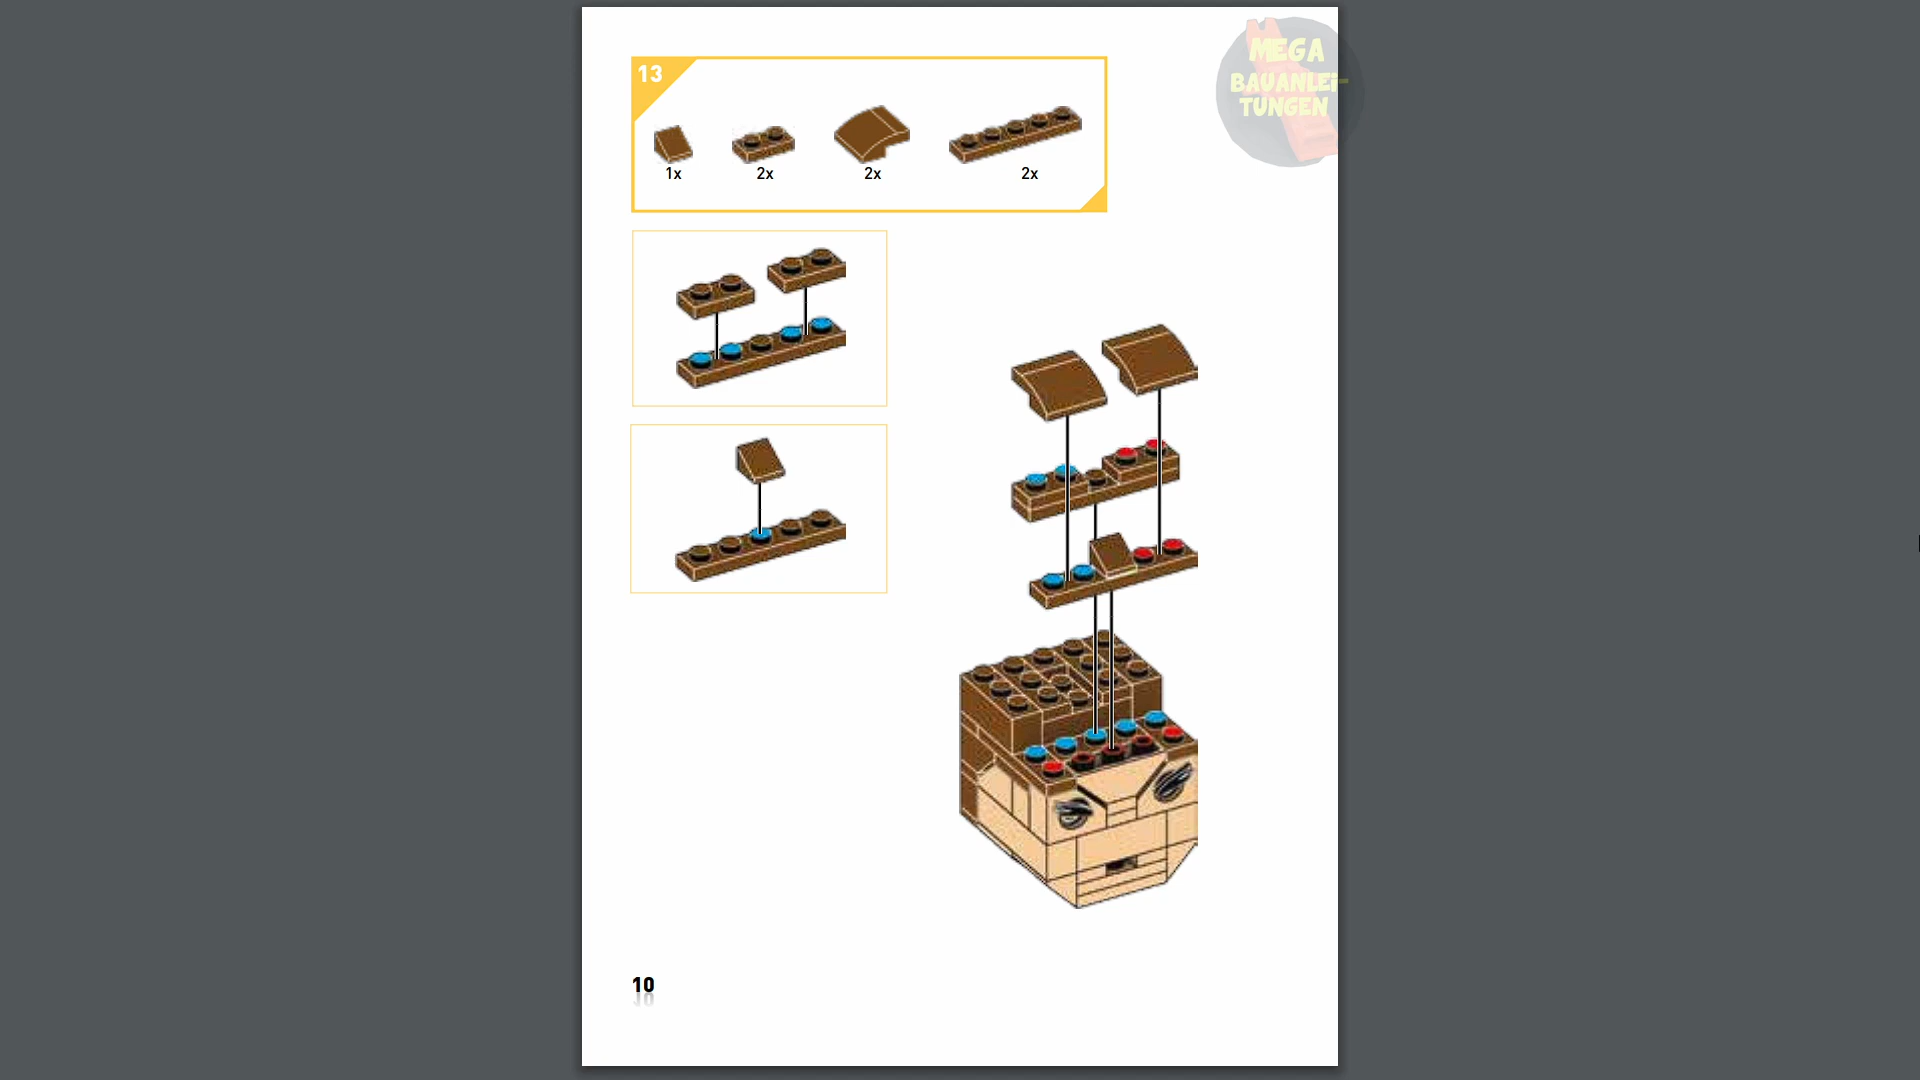 13
1x
2x
2x
2x
MEGA
BAUANLEI-
TUNGEN
10